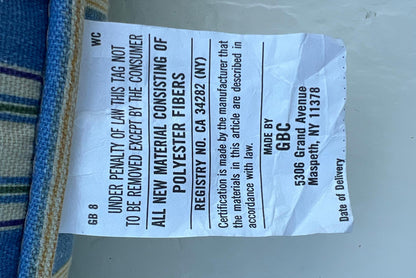 GB 8 WC
UNDER PENALTY OF LAW THIS TAG NOT
TO BE REMOVED EXCEPT BY THE CONSUMER
ALL NEW MATERIAL CONSISTING OF
POLYESTER FIBERS
REGISTRY NO. CA 34282 (NY)
Certification is made by the manufacturer that
the materials in this article are described in
accordance with law.
MADE BY
GBC
5306 Grand Avenue
Maspeth, NY 11378
Date of Delivery